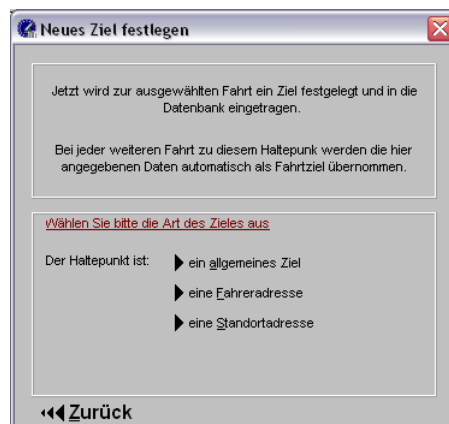 Neues Ziel festlegen
Jetzt wird zur ausgewählten Fahrt ein Ziel festgelegt und in die
Datenbank eingetragen.
Bei jeder weiteren Fahrt zu diesem Haltepunk werden die hier
angegebenen Daten automatisch als Fahrtziel übernommen.
Wählen Sie bitte die Art des Zieles aus
Der Haltepunkt ist: ein allgemeines Ziel
eine Fahreradresse
eine Standortadresse
Zurück